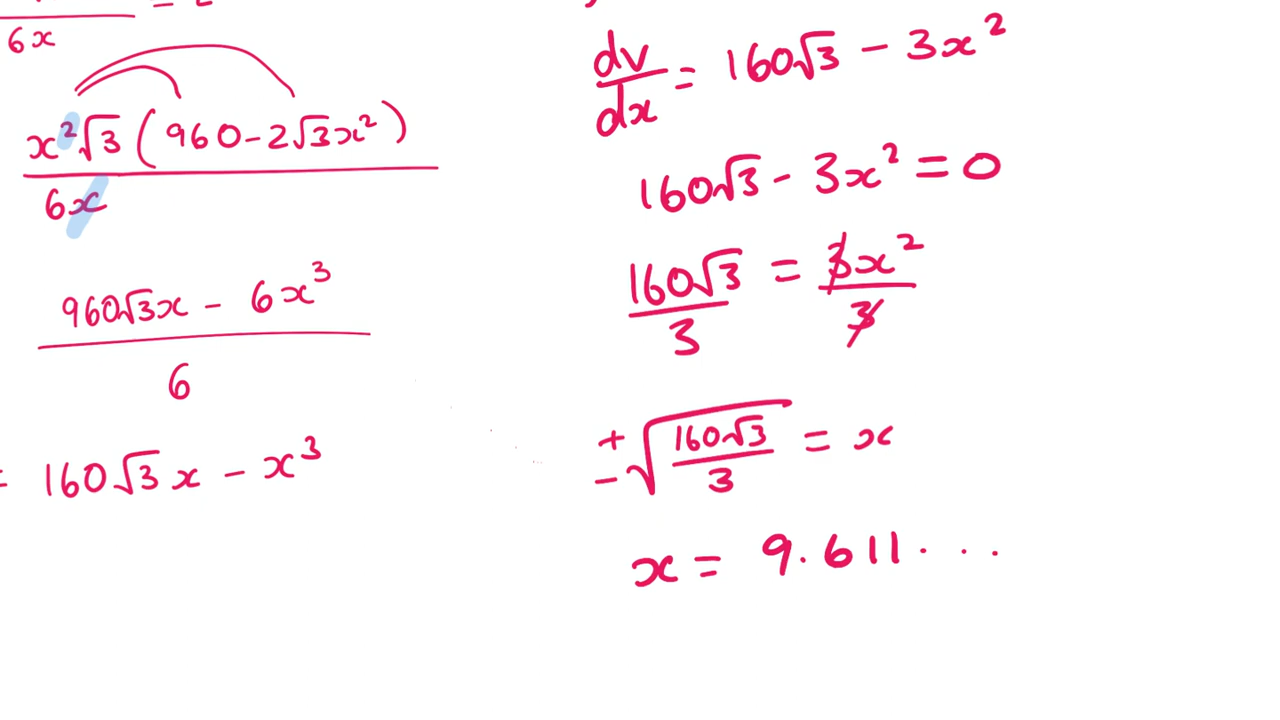 6x
x²√3 (960 - 2√3x²)
6x
960√3x - 6x³
6
= 160√3 x - x³
dv/dx = 160√3 - 3x²
160√3 - 3x² = 0
160√3/3 = 3x²/3
±√(160√3/3) = x
x = 9.611...